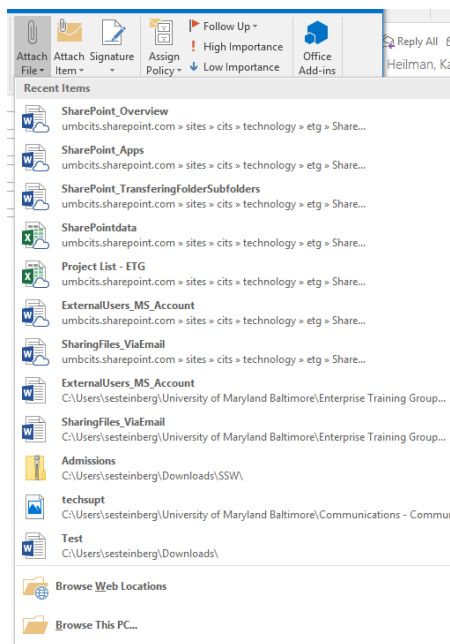 Follow Up
High Importance
Low Importance
Attach File
Attach Item
Signature
Assign Policy
Office Add-ins
Reply All
Heilman, Ka
Recent Items
SharePoint_Overview
umbcits.sharepoint.com » sites » cits » technology » etg » Share...
SharePoint_Apps
umbcits.sharepoint.com » sites » cits » technology » etg » Share...
SharePoint_TransferingFolderSubfolders
umbcits.sharepoint.com » sites » cits » technology » etg » Share...
SharePointdata
umbcits.sharepoint.com » sites » cits » technology » etg » Share...
Project List - ETG
umbcits.sharepoint.com » sites » cits » technology » etg » Share...
ExternalUsers_MS_Account
umbcits.sharepoint.com » sites » cits » technology » etg » Share...
SharingFiles_ViaEmail
umbcits.sharepoint.com » sites » cits » technology » etg » Share...
ExternalUsers_MS_Account
C:\Users\sesteinberg\University of Maryland Baltimore\Enterprise Training Group...
SharingFiles_ViaEmail
C:\Users\sesteinberg\University of Maryland Baltimore\Enterprise Training Group...
Admissions
C:\Users\sesteinberg\Downloads\SSW\
techsupt
C:\Users\sesteinberg\University of Maryland Baltimore\Communications - Commu
Test
C:\Users\sesteinberg\Downloads\
Browse Web Locations
Browse This PC...